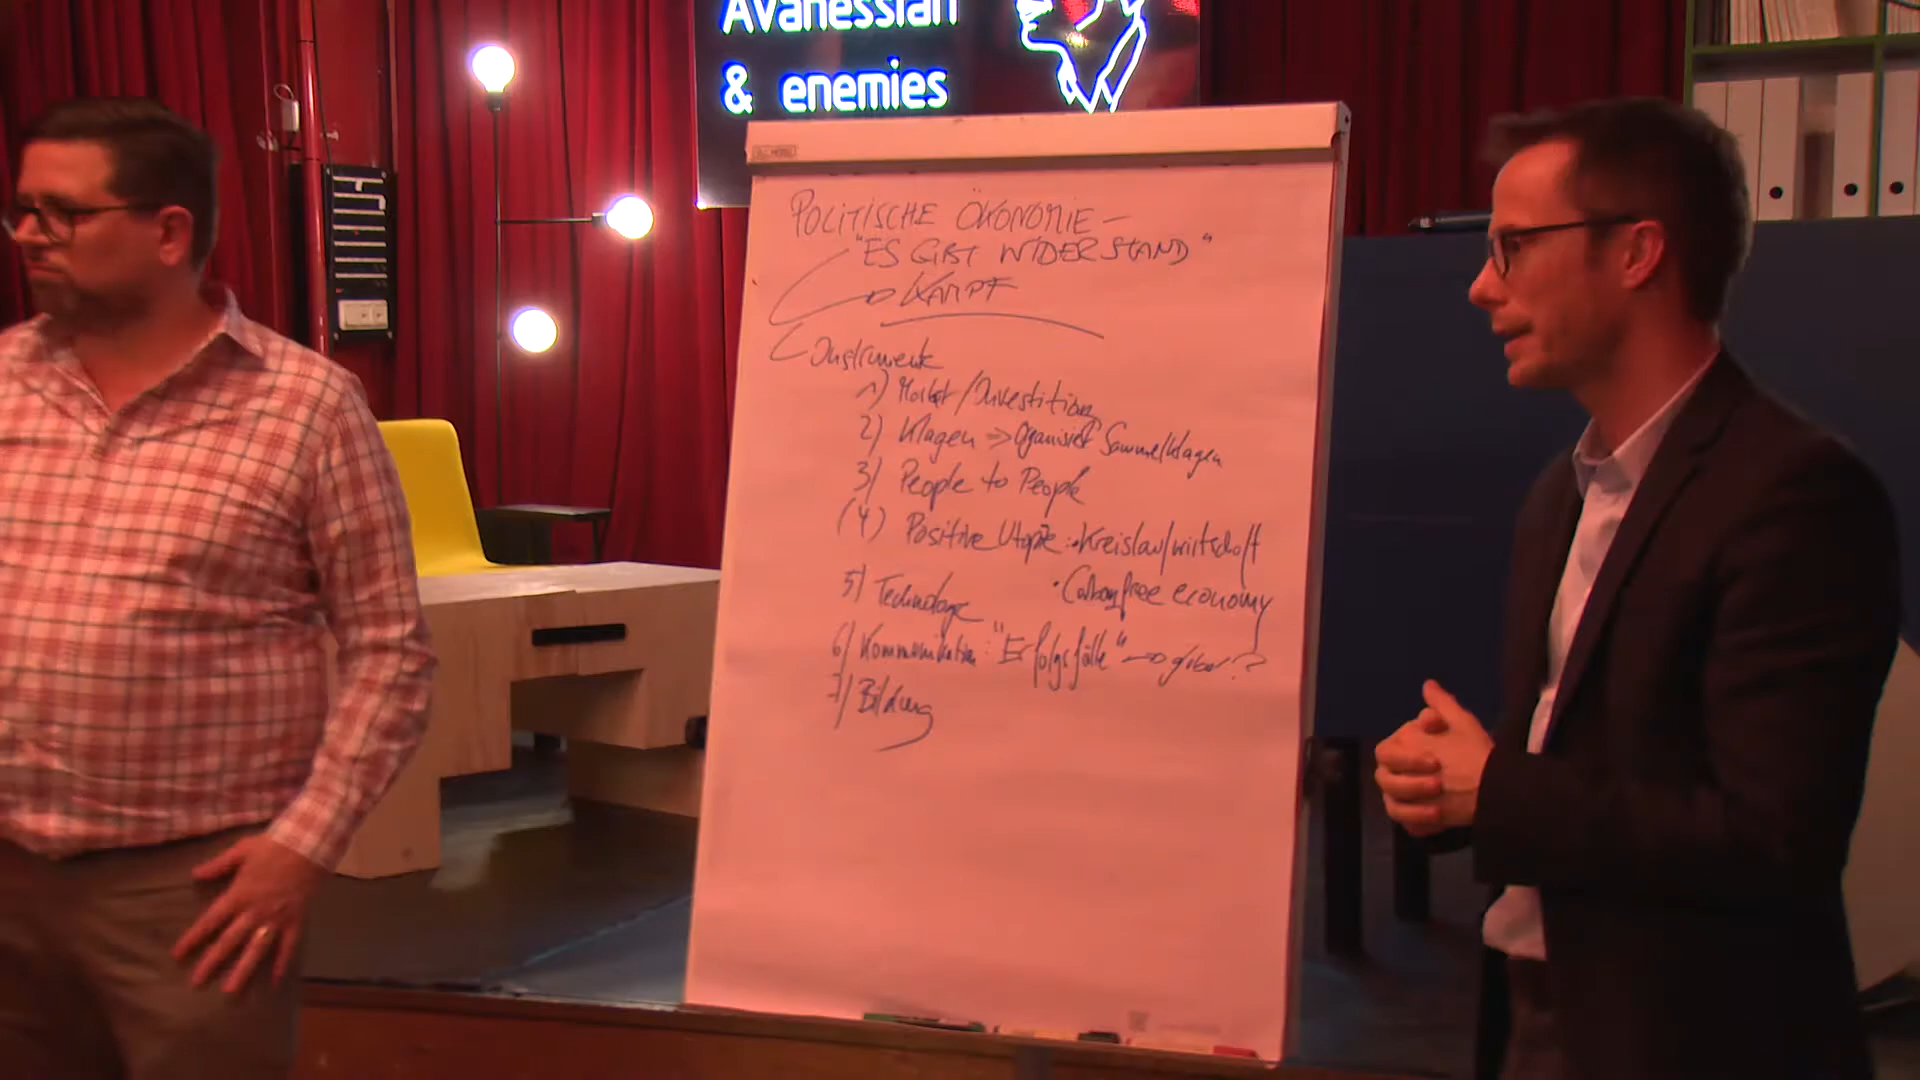 Avanessian
& enemies
POLITISCHE ÖKONOMIE –
"ES GIBT WIDERSTAND"
→ KAMPF
Instrumente
1) Markt/Investition
2) Klagen => Organisiert Sammelklagen
3) People to People
(4) Positive Utopie: • Kreislaufwirtschaft
• Carbonfree economy
5) Technologie
6) Kommunikation: "Erfolgsfälle" →
7) Bildung